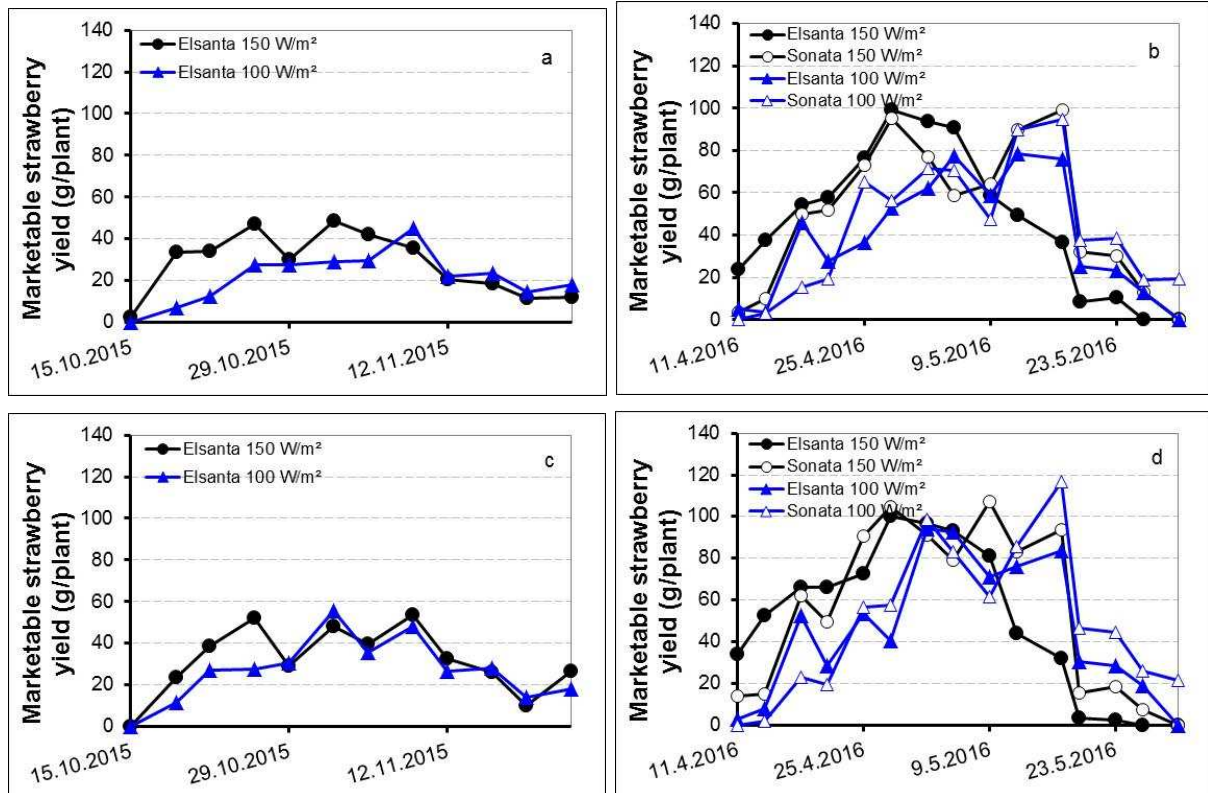 Marketable strawberry
yield (g/plant)
140
120
100
80
60
40
20
0
Elsanta 150 W/m²
Elsanta 100 W/m²
a
15.10.2015
29.10.2015
12.11.2015
Marketable strawberry
yield (g/plant)
140
120
100
80
60
40
20
0
Elsanta 150 W/m²
Sonata 150 W/m²
Elsanta 100 W/m²
Sonata 100 W/m²
b
11.4.2016
25.4.2016
9.5.2016
23.5.2016
Marketable strawberry
yield (g/plant)
140
120
100
80
60
40
20
0
Elsanta 150 W/m²
Elsanta 100 W/m²
c
15.10.2015
29.10.2015
12.11.2015
Marketable strawberry
yield (g/plant)
140
120
100
80
60
40
20
0
Elsanta 150 W/m²
Sonata 150 W/m²
Elsanta 100 W/m²
Sonata 100 W/m²
d
11.4.2016
25.4.2016
9.5.2016
23.5.2016